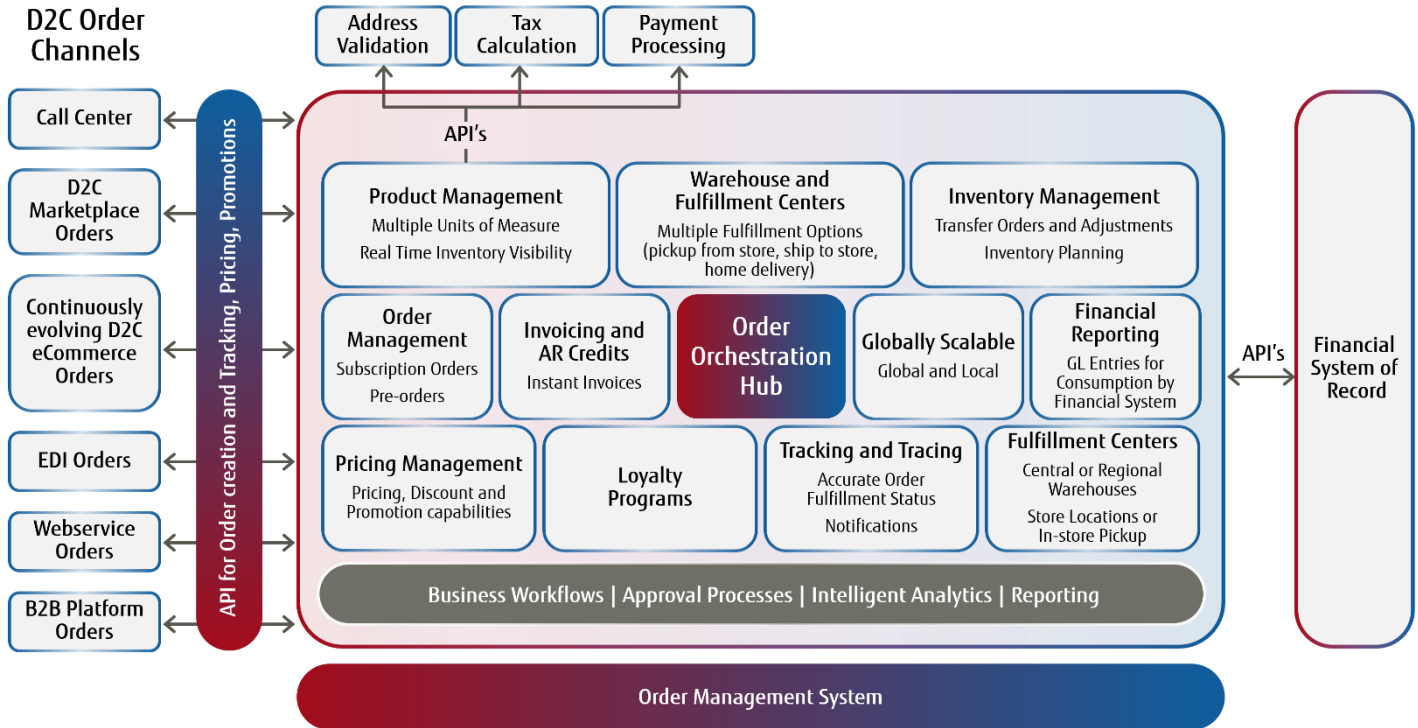 D2C Order
Channels
Address
Validation
Tax
Calculation
Payment
Processing
Call Center
D2C
Marketplace
Orders
Continuously
evolving D2C
eCommerce
Orders
EDI Orders
Webservice
Orders
B2B Platform
Orders
API for Order creation and Tracking, Pricing, Promotions
API's
Product Management
Multiple Units of Measure
Real Time Inventory Visibility
Warehouse and
Fulfillment Centers
Multiple Fulfillment Options
(pickup from store, ship to store,
home delivery)
Inventory Management
Transfer Orders and Adjustments
Inventory Planning
Order
Management
Subscription Orders
Pre-orders
Invoicing and
AR Credits
Instant Invoices
Order
Orchestration
Hub
Globally Scalable
Global and Local
Financial
Reporting
GL Entries for
Consumption by
Financial System
Pricing Management
Pricing, Discount and
Promotion capabilities
Loyalty
Programs
Tracking and Tracing
Accurate Order
Fulfillment Status
Notifications
Fulfillment Centers
Central or Regional
Warehouses
Store Locations or
In-store Pickup
Business Workflows | Approval Processes | Intelligent Analytics | Reporting
API's
Financial
System of
Record
Order Management System